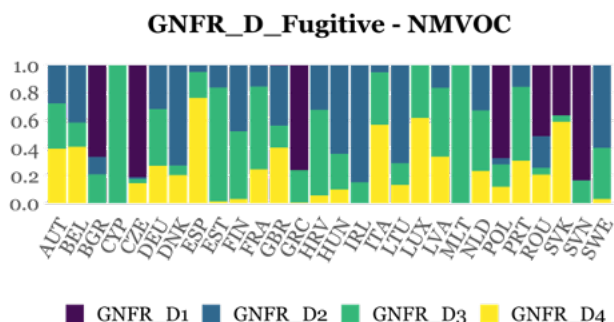 GNFR_D_Fugitive - NMVOC
1.0
0.8
0.6
0.4
0.2
0.0
AUT BEL BGR CYP CZE DEU DNK ESP EST FIN FRA GBR GRC HRV HUN IRL ITA LTU LUX LVA MLT NLD POL PRT ROU SVK SVN SWE
GNFR_D1 GNFR_D2 GNFR_D3 GNFR_D4